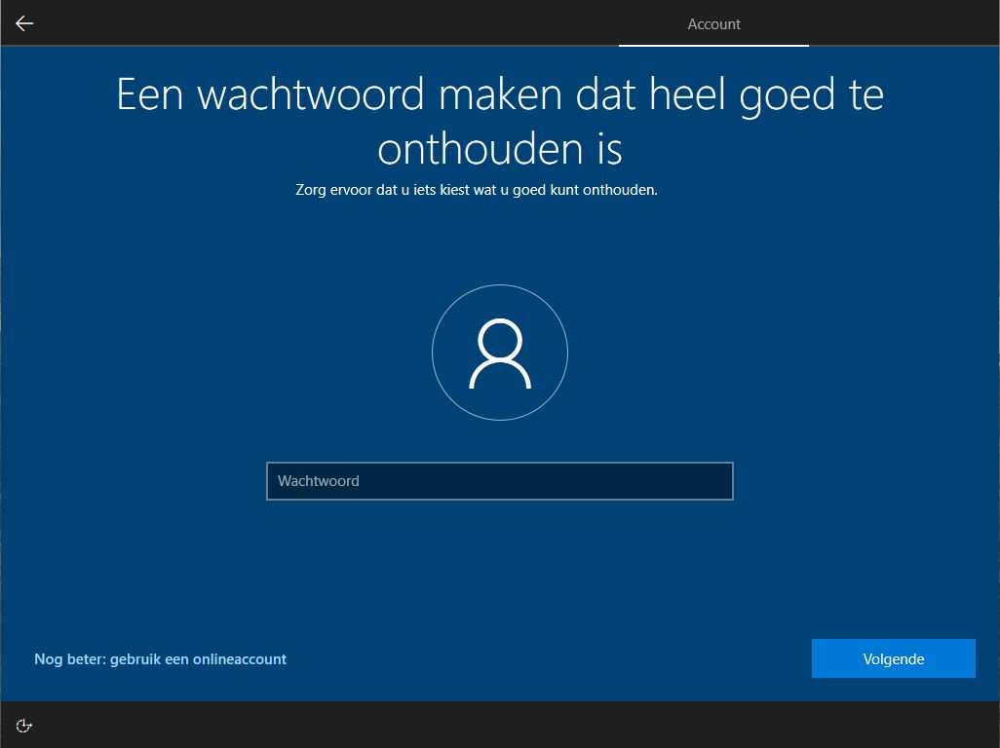 Account
Een wachtwoord maken dat heel goed te
onthouden is
Zorg ervoor dat u iets kiest wat u goed kunt onthouden.
Wachtwoord
Nog beter: gebruik een onlineaccount
Volgende